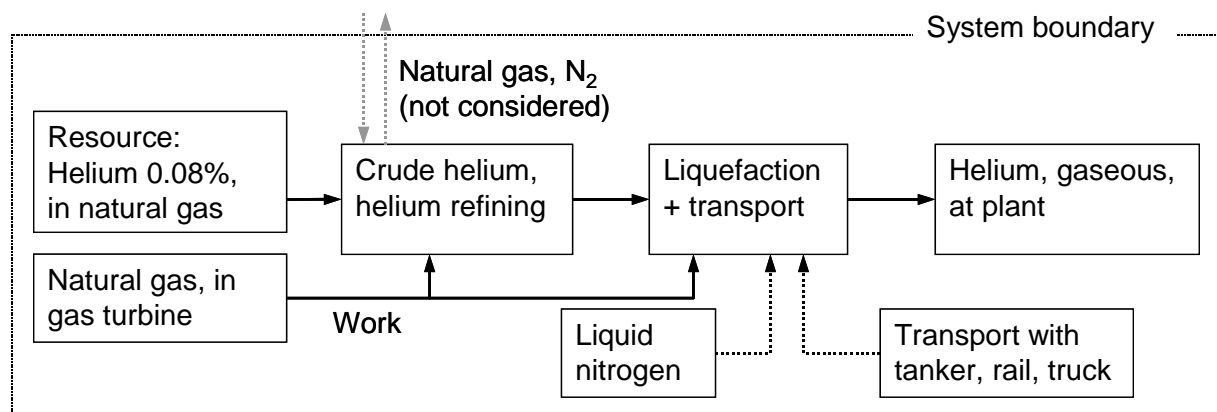 System boundary
Natural gas, N2
(not considered)
Resource:
Helium 0.08%,
in natural gas
Crude helium,
helium refining
Liquefaction
+ transport
Helium, gaseous,
at plant
Natural gas, in
gas turbine
Work
Liquid
nitrogen
Transport with
tanker, rail, truck